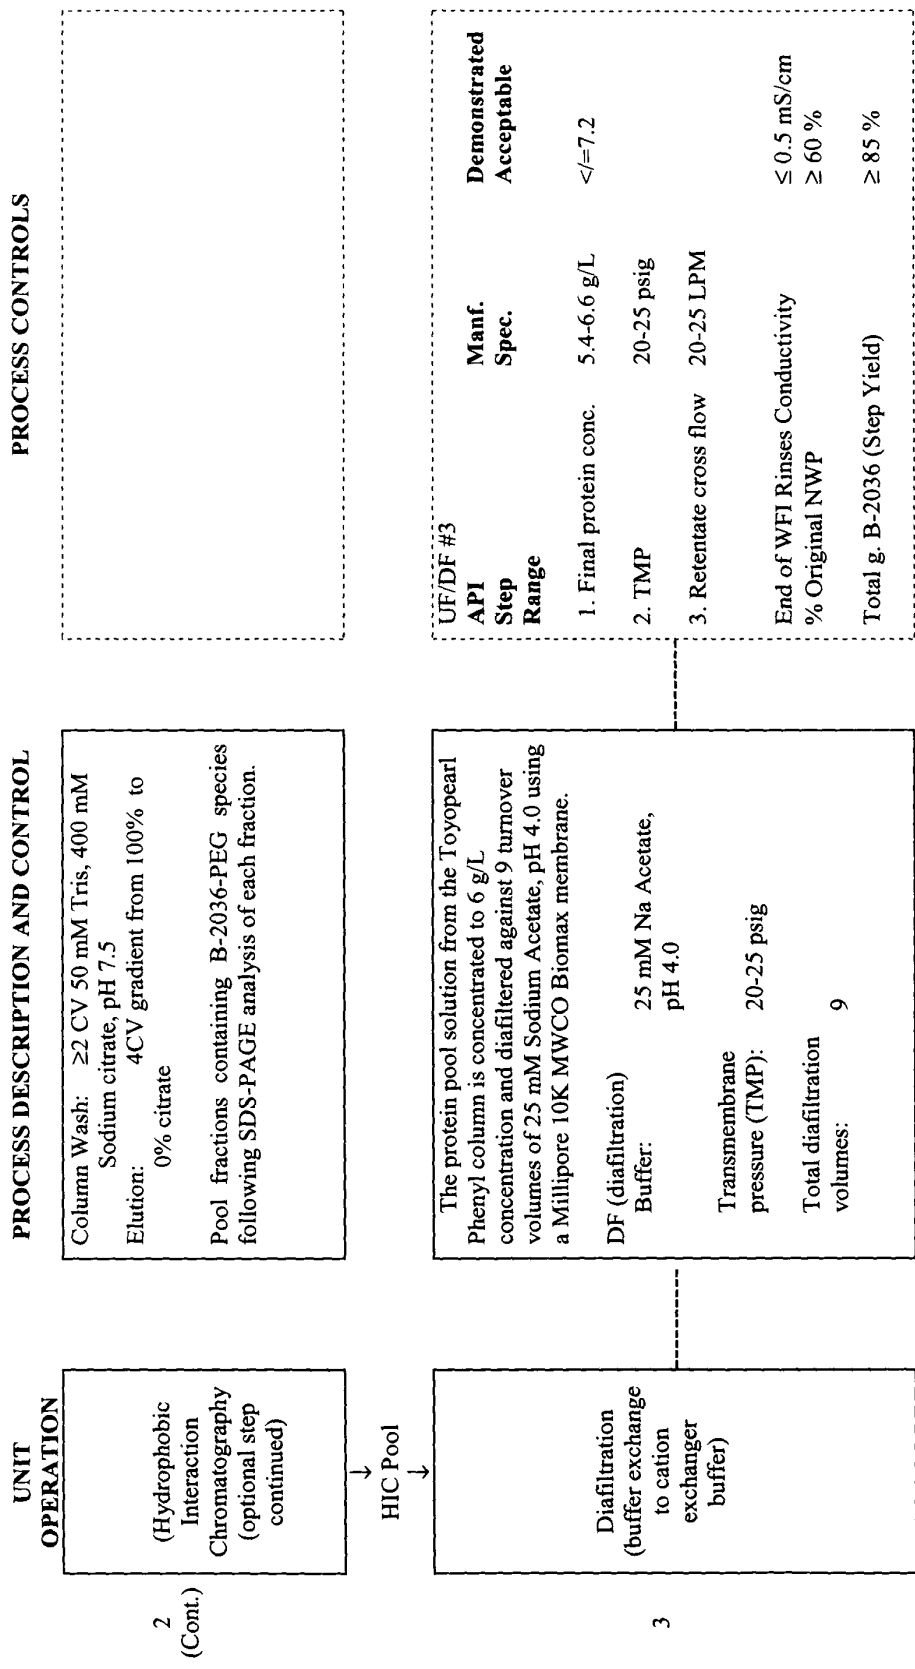 UNIT
OPERATION
PROCESS DESCRIPTION AND CONTROL
PROCESS CONTROLS
2
(Cont.)
(Hydrophobic
Interaction
Chromatography
(optional step
continued)
Column Wash: ≥2 CV 50 mM Tris, 400 mM
Sodium citrate, pH 7.5
Elution: 4CV gradient from 100% to
0% citrate
Pool fractions containing B-2036-PEG species
following SDS-PAGE analysis of each fraction.
↓
HIC Pool
↓
3
Diafiltration
(buffer exchange
to cation
exchanger
buffer)
The protein pool solution from the Toyopearl
Phenyl column is concentrated to 6 g/L
concentration and diafiltered against 9 turnover
volumes of 25 mM Sodium Acetate, pH 4.0 using
a Millipore 10K MWCO Biomax membrane.
DF (diafiltration)
Buffer: 25 mM Na Acetate,
pH 4.0
Transmembrane
pressure (TMP): 20-25 psig
Total diafiltration
volumes: 9
UF/DF #3
API Manf. Demonstrated
Step Spec. Acceptable
Range
1. Final protein conc. 5.4-6.6 g/L </=7.2
2. TMP 20-25 psig
3. Retentate cross flow 20-25 LPM
End of WFI Rinses Conductivity ≤ 0.5 mS/cm
% Original NWP ≥ 60 %
Total g. B-2036 (Step Yield) ≥ 85 %